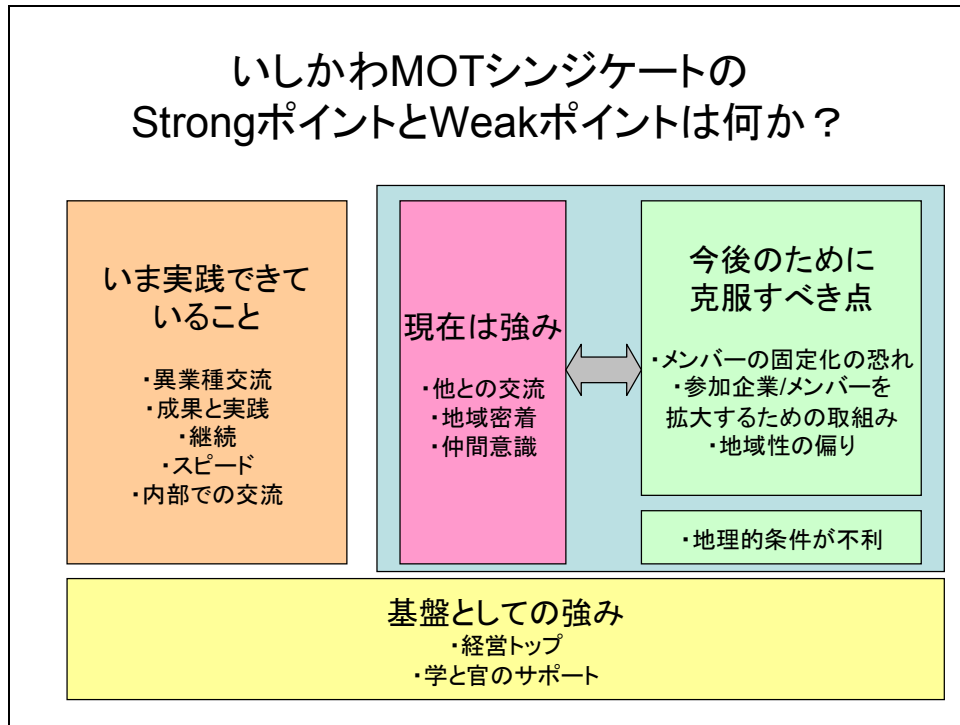 いしかわMOTシンジケートの
StrongポイントとWeakポイントは何か？
いま実践できて
いること
・異業種交流
・成果と実践
・継続
・スピード
・内部での交流
現在は強み
・他との交流
・地域密着
・仲間意識
今後のために
克服すべき点
・メンバーの固定化の恐れ
・参加企業/メンバーを
拡大するための取組み
・地域性の偏り
・地理的条件が不利
基盤としての強み
・経営トップ
・学と官のサポート